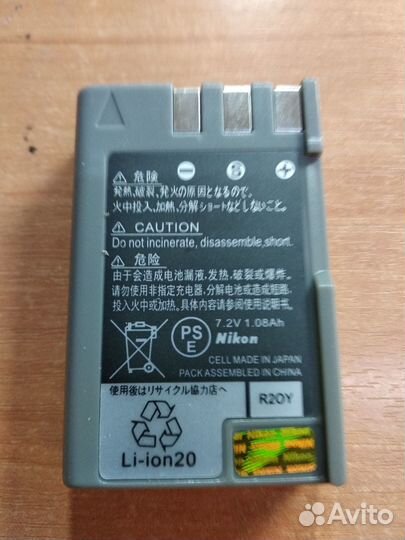 ⚠ 危険
発熱、破裂、発火の原因となるので、
火中投入、加熱、分解ショートなどしないこと。
⚠ CAUTION
Do not incinerate, disassemble,short.
⚠ 危险
由于会造成电池漏液、发热、破裂或爆炸。
请勿使用非指定充电器、分解电池或造成短路、
投入火中或加热。具体内容请参阅使用说明书。
PS
E
7.2V 1.08Ah
Nikon
CELL MADE IN JAPAN
PACK ASSEMBLED IN CHINA
使用後はリサイクル協力店へ
R2OY
Li-ion20
Nikon
Avito